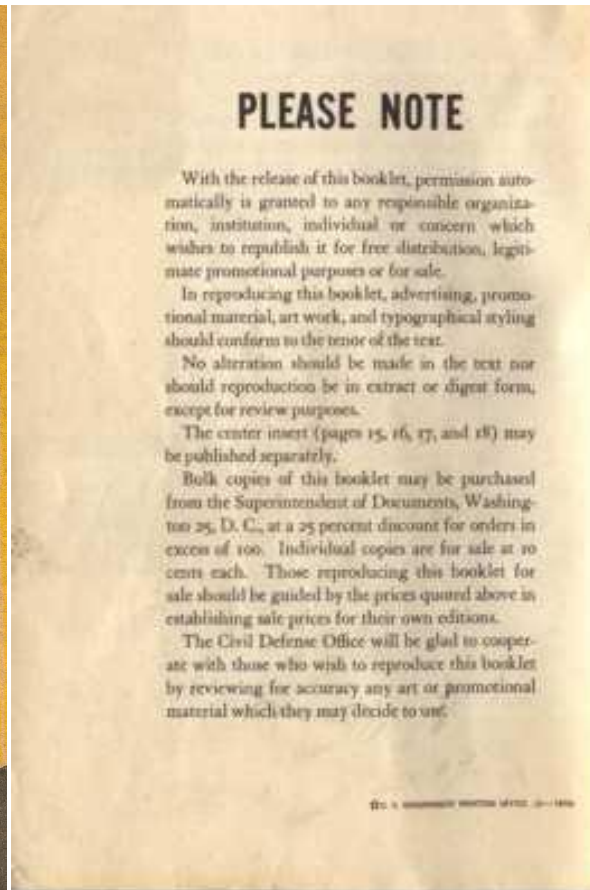 PLEASE NOTE
With the release of this booklet, permission auto-
matically is granted to any responsible organiza-
tion, institution, individual or concern which
wishes to republish it for free distribution, legiti-
mate promotional purposes or for sale.
In reproducing this booklet, advertising, promo-
tional material, art work, and typographical styling
should conform to the tenor of the text.
No alteration should be made in the text nor
should reproduction be in extract or digest form,
except for review purposes.
The center insert (pages 15, 16, 17, and 18) may
be published separately.
Bulk copies of this booklet may be purchased
from the Superintendent of Documents, Washing-
ton 25, D. C., at a 25 percent discount for orders in
excess of 100. Individual copies are for sale at 10
cents each. Those reproducing this booklet for
sale should be guided by the prices quoted above in
establishing sale prices for their own editions.
The Civil Defense Office will be glad to cooper-
ate with those who wish to reproduce this booklet
by reviewing for accuracy any art or promotional
material which they may decide to use.
U. S. GOVERNMENT PRINTING OFFICE